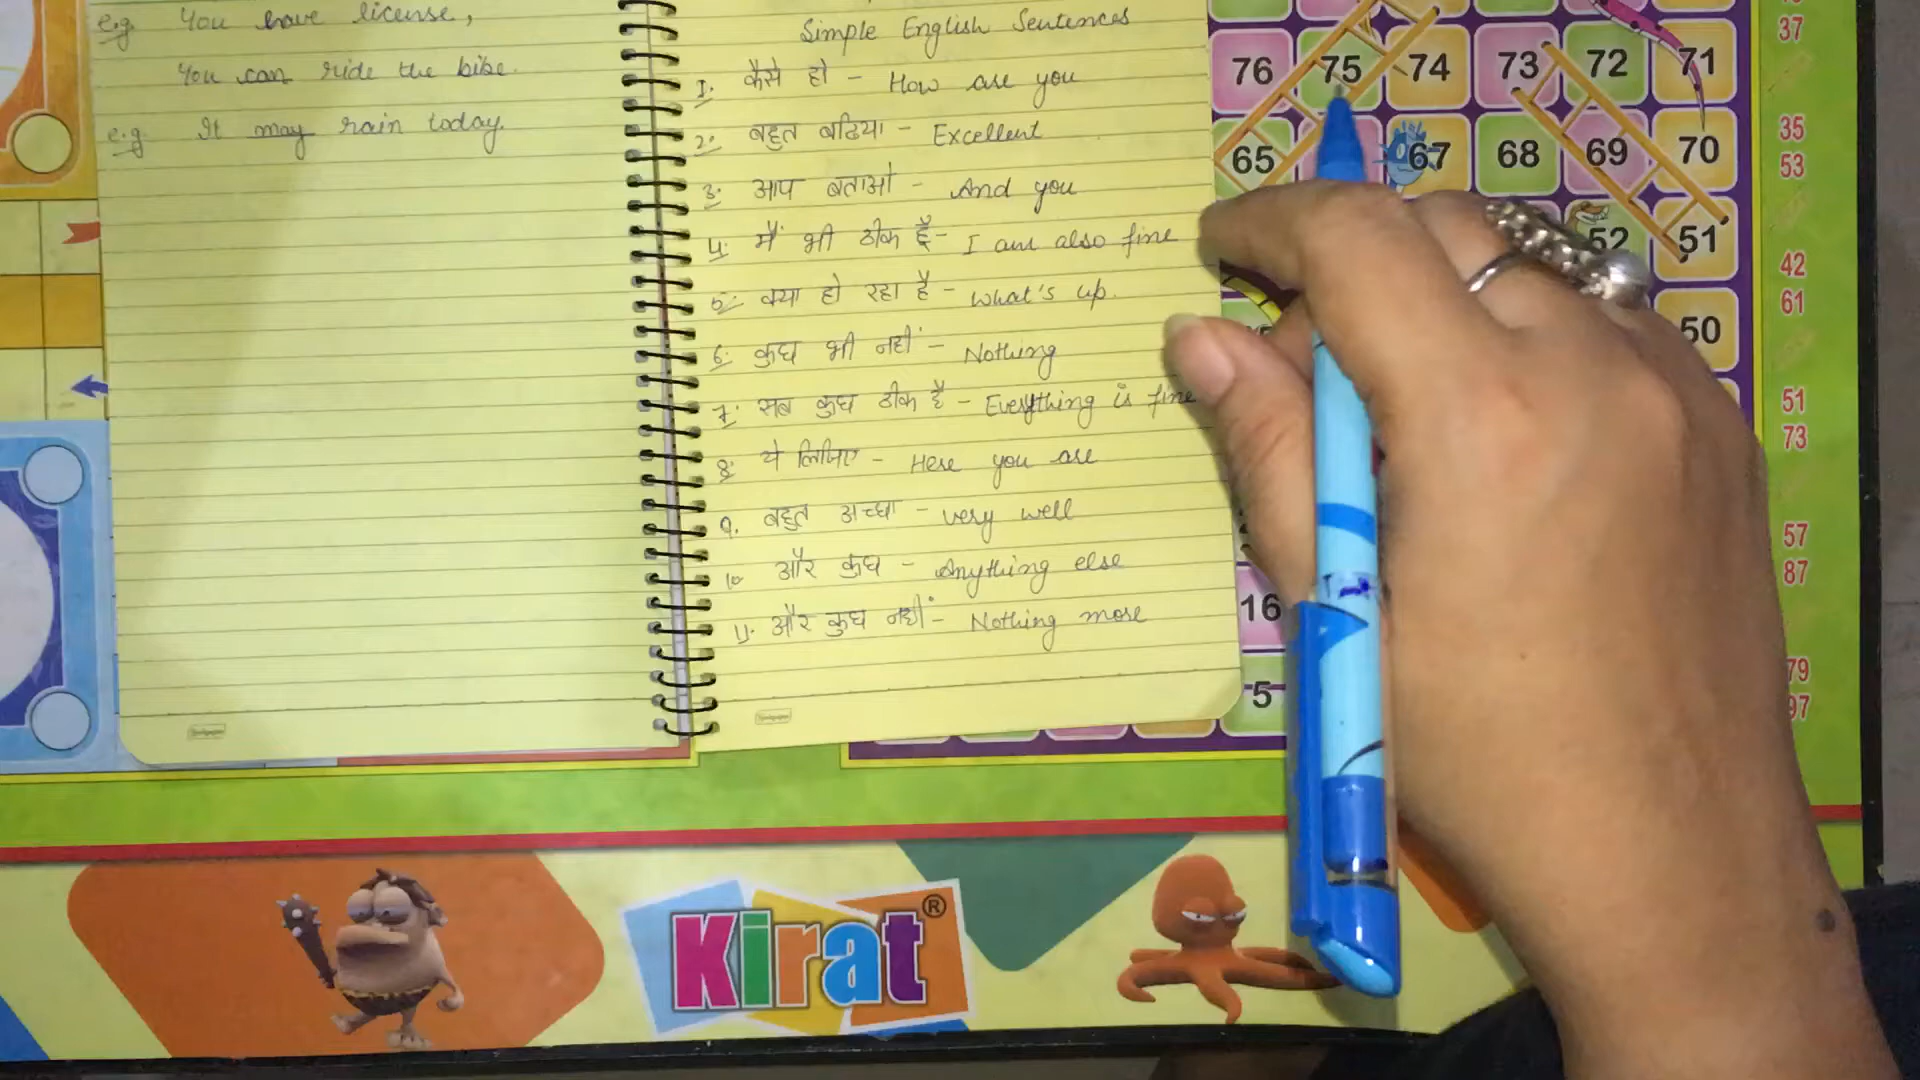 e.g. You have license,
You can ride the bike.
e.g. It may rain today.
Simple English Sentences
1. कैसे हो - How are you
2. बहुत बढिया - Excellent
3. आप बताओ - And you
4. मैं भी ठीक हूँ - I am also fine
5. क्या हो रहा है - What's up.
6. कुछ भी नहीं - Nothing
7. सब कुछ ठीक है - Everything is fine
8. ये लिजिए - Here you are
9. बहुत अच्छा - very well
10 और कुछ - Anything else
11. और कुछ नहीं - Nothing more
76 75 74 73 72 71
65 67 68 69 70
52 51
50
16
5
37
35
53
42
61
51
73
57
87
79
97
Kirat®